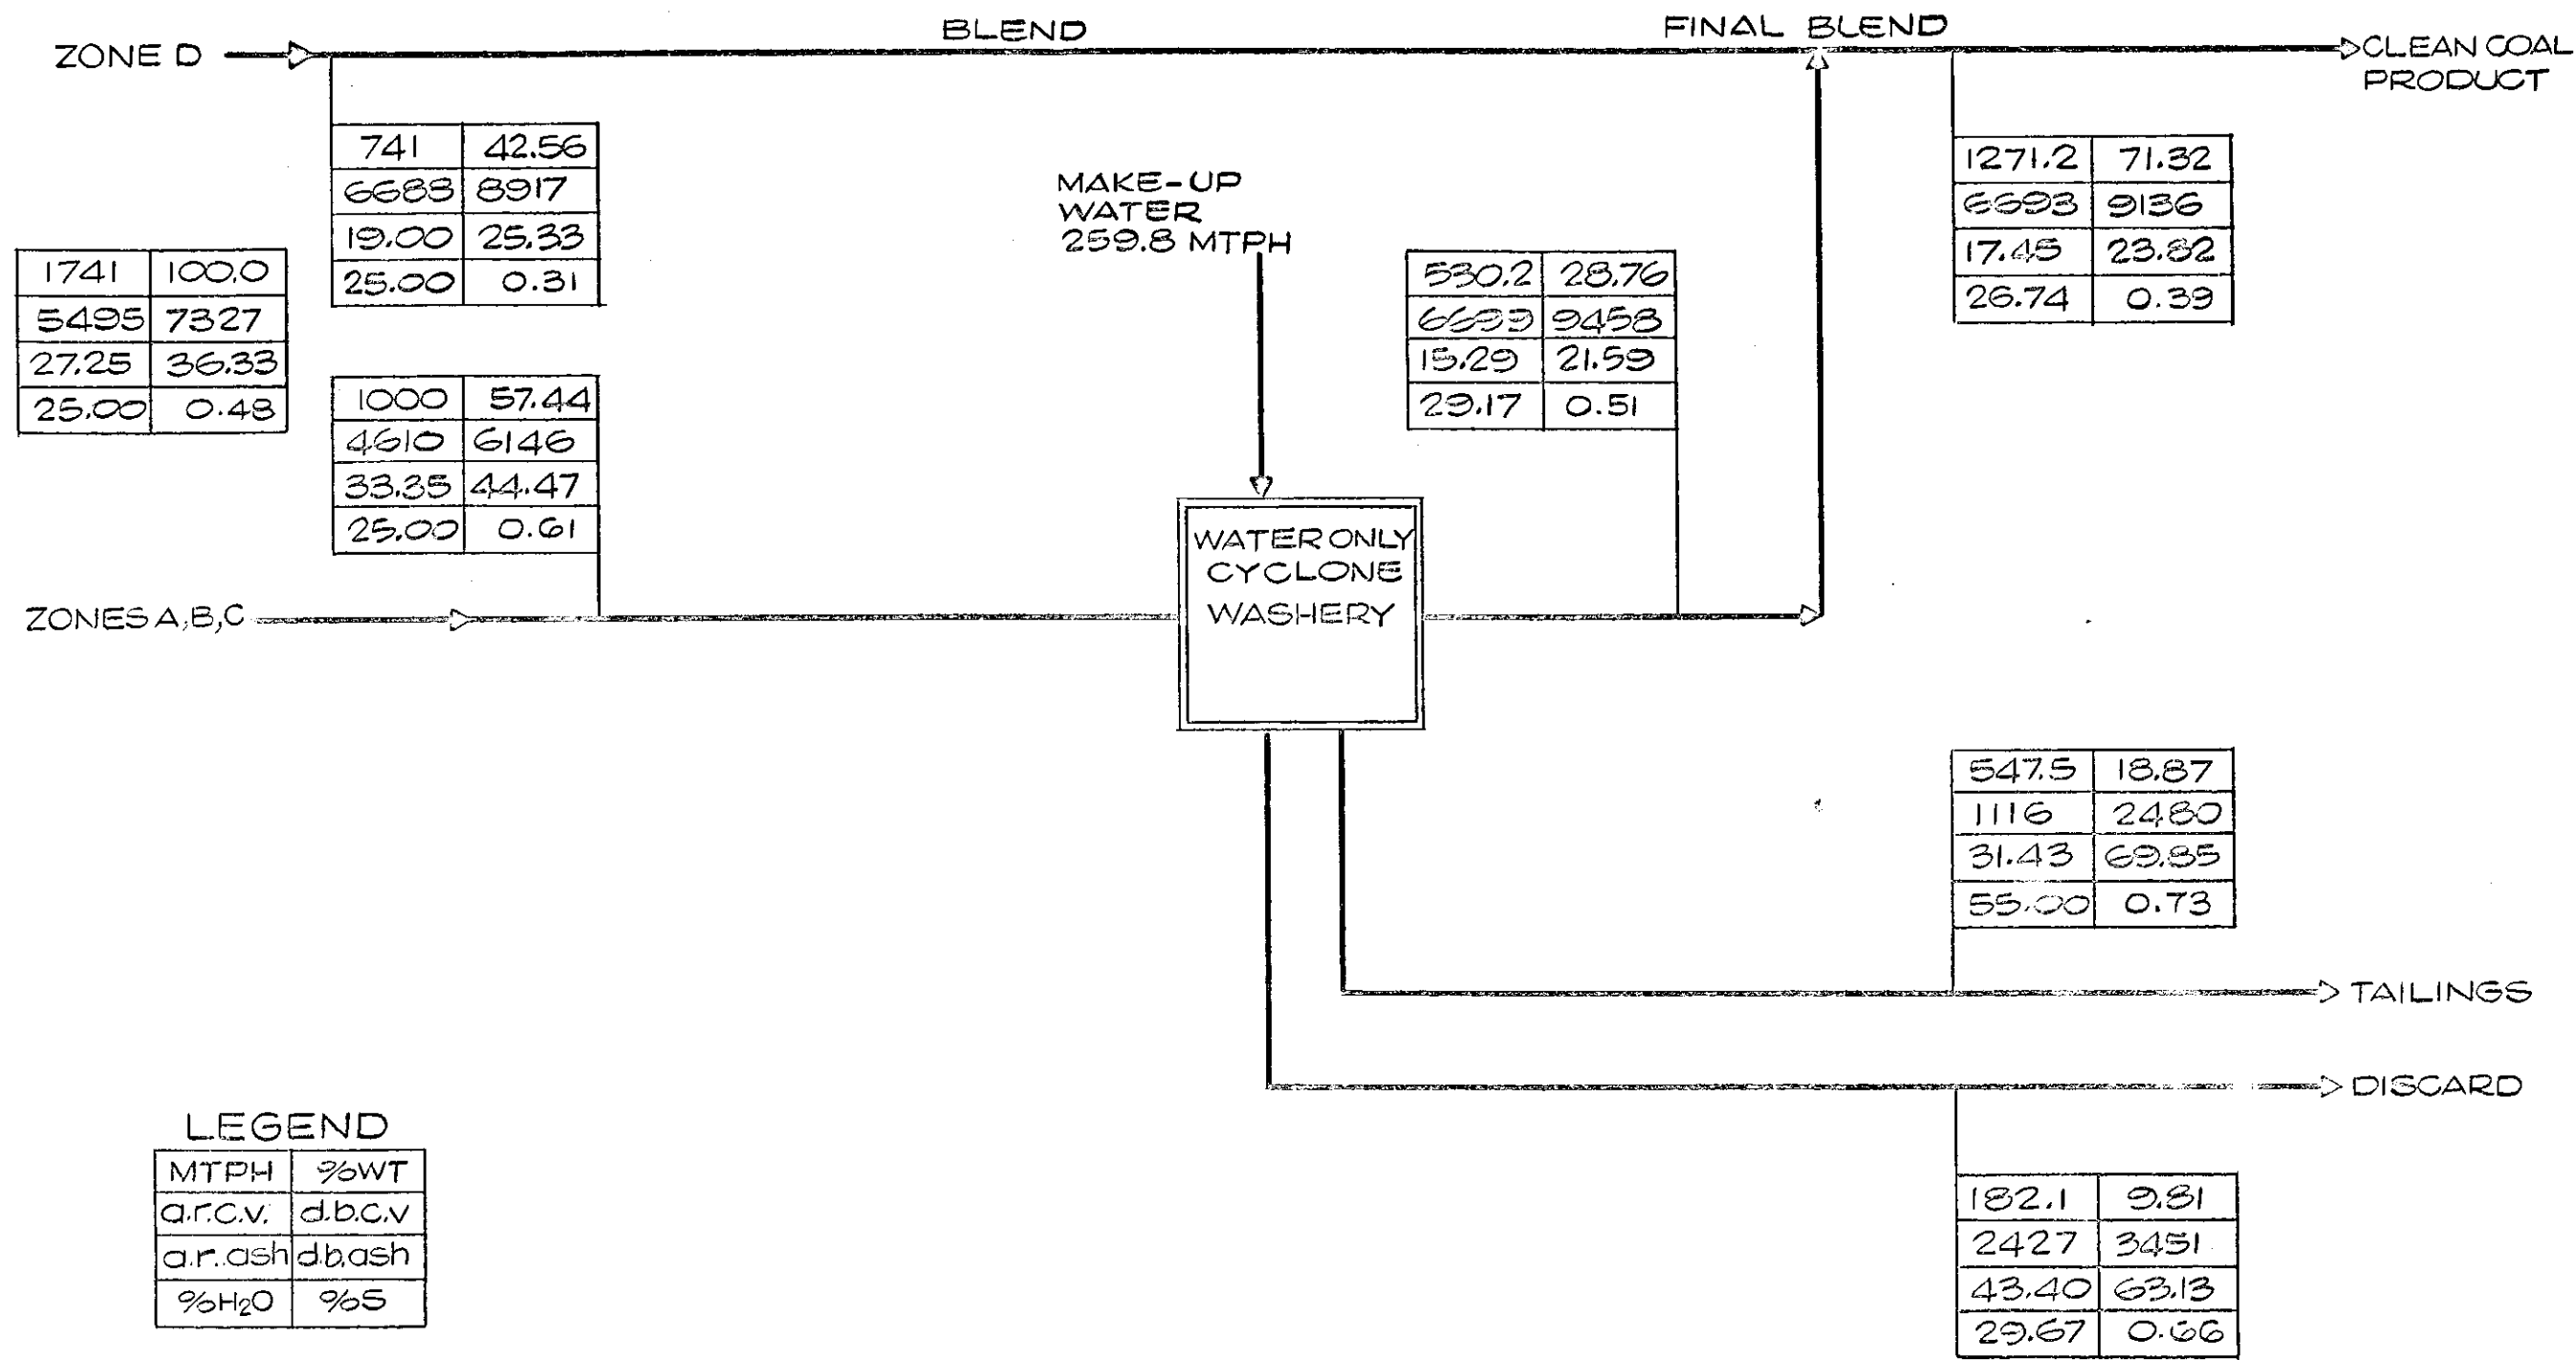 BLEND
FINAL BLEND
ZONE D
CLEAN COAL
PRODUCT
741 42.56
6683 8917
19.00 25.33
25.00 0.31
1271.2 71.32
6693 9136
17.45 23.82
26.74 0.39
MAKE-UP
WATER
259.8 MTPH
1741 100.0
5495 7327
27.25 36.33
25.00 0.48
530.2 28.76
6699 9458
15.29 21.59
29.17 0.51
1000 57.44
4610 6146
33.35 44.47
25.00 0.61
WATER ONLY
CYCLONE
WASHERY
ZONES A,B,C
547.5 18.87
1116 2480
31.43 69.85
55.00 0.73
TAILINGS
DISCARD
LEGEND
MTPH %WT
a.r.c.v. d.b.c.v
a.r.ash d.b.ash
%H2O %S
182.1 9.81
2427 3451
43.40 63.13
29.67 0.66